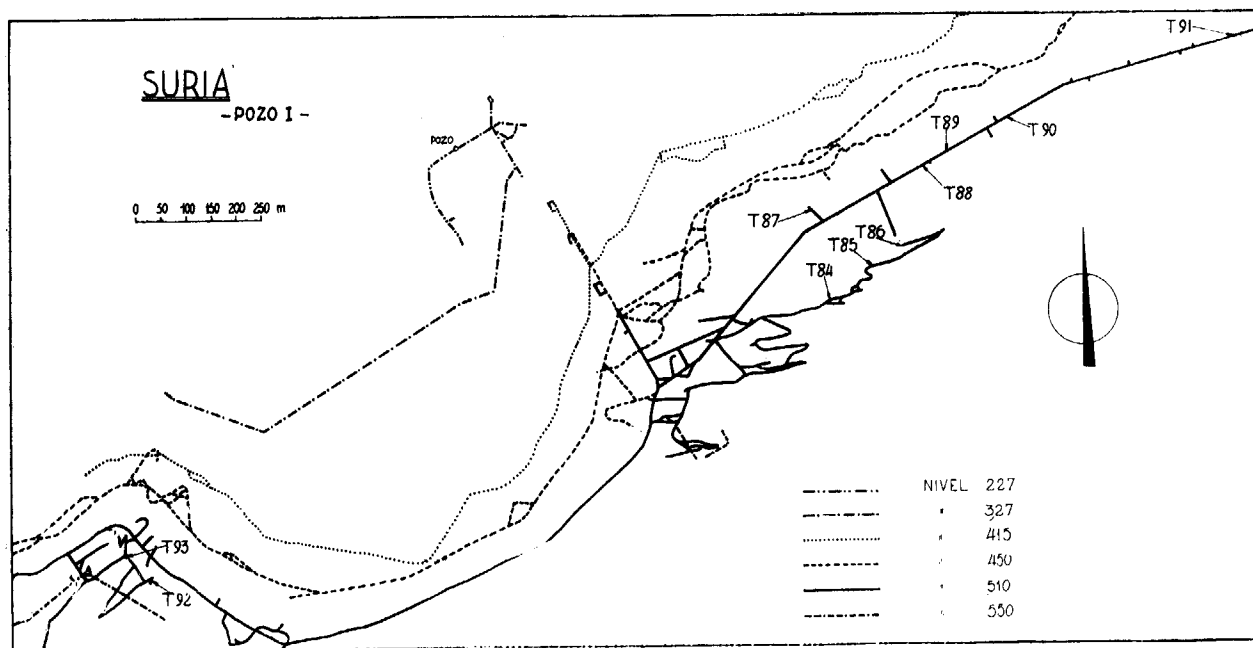 SURIA
- POZO I -
POZO
0 50 100 150 200 250 m
T91
T89
T90
T88
T87
T86
T85
T84
T93
T92
NIVEL 227
" 327
" 415
" 450
" 510
" 550